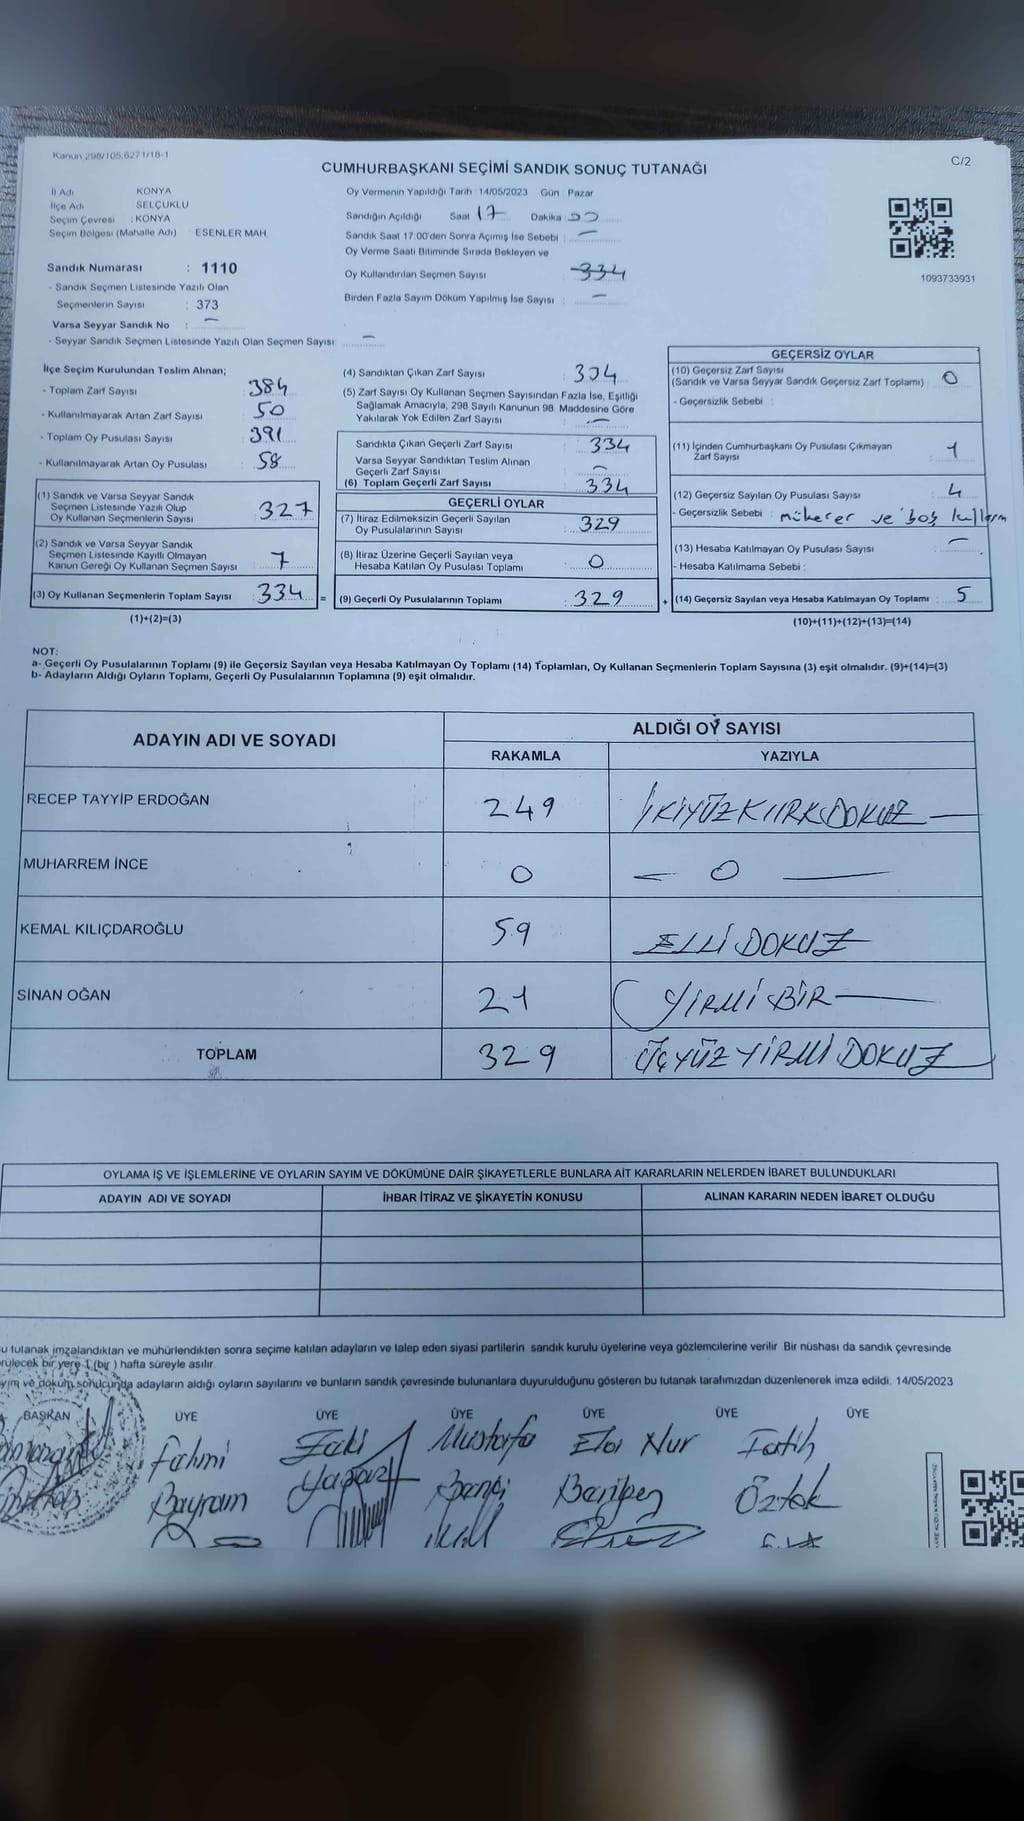 Kanun 298/105,6271/18-1
C/2
CUMHURBAŞKANI SEÇİMİ SANDIK SONUÇ TUTANAĞI
İl Adı KONYA
İlçe Adı SELÇUKLU
Seçim Çevresi : KONYA
Seçim Bölgesi (Mahalle Adı) ESENLER MAH.
Sandık Numarası : 1110
- Sandık Seçmen Listesinde Yazılı Olan
Seçmenlerin Sayısı : 373
Varsa Seyyar Sandık No : —
- Seyyar Sandık Seçmen Listesinde Yazılı Olan Seçmen Sayısı: —
Oy Vermenin Yapıldığı Tarih : 14/05/2023 Gün : Pazar
Sandığın Açıldığı Saat 17 Dakika
Sandık Saat 17:00'den Sonra Açımış İse Sebebi : —
Oy Verme Saati Bitiminde Sırada Bekleyen ve
Oy Kullandırılan Seçmen Sayısı 334
Birden Fazla Sayım Döküm Yapılmış İse Sayısı : —
1093733931
İlçe Seçim Kurulundan Teslim Alınan;
- Toplam Zarf Sayısı : 384
- Kullanılmayarak Artan Zarf Sayısı : 50
- Toplam Oy Pusulası Sayısı : 391
- Kullanılmayarak Artan Oy Pusulası : 58
(1) Sandık ve Varsa Seyyar Sandık
Seçmen Listesinde Yazılı Olup
Oy Kullanan Seçmenlerin Sayısı : 327
(2) Sandık ve Varsa Seyyar Sandık
Seçmen Listesinde Kayıtlı Olmayan
Kanun Gereği Oy Kullanan Seçmen Sayısı : 7
(3) Oy Kullanan Seçmenlerin Toplam Sayısı : 334 =
(1)+(2)=(3)
(4) Sandıktan Çıkan Zarf Sayısı : 334
(5) Zarf Sayısı Oy Kullanan Seçmen Sayısından Fazla İse, Eşitliği
Sağlamak Amacıyla, 298 Sayılı Kanunun 98. Maddesine Göre
Yakılarak Yok Edilen Zarf Sayısı : —
Sandıkta Çıkan Geçerli Zarf Sayısı : 334
Varsa Seyyar Sandıktan Teslim Alınan
Geçerli Zarf Sayısı : —
(6) Toplam Geçerli Zarf Sayısı : 334
GEÇERLİ OYLAR
(7) İtiraz Edilmeksizin Geçerli Sayılan
Oy Pusulalarının Sayısı : 329
(8) İtiraz Üzerine Geçerli Sayılan veya
Hesaba Katılan Oy Pusulası Toplamı : 0
(9) Geçerli Oy Pusulalarının Toplamı : 329 +
GEÇERSİZ OYLAR
(10) Geçersiz Zarf Sayısı
(Sandık ve Varsa Seyyar Sandık Geçersiz Zarf Toplamı) : 0
- Geçersizlik Sebebi :
(11) İçinden Cumhurbaşkanı Oy Pusulası Çıkmayan
Zarf Sayısı : 1
(12) Geçersiz Sayılan Oy Pusulası Sayısı : 4
- Geçersizlik Sebebi : mükerer ve boş
(13) Hesaba Katılmayan Oy Pusulası Sayısı : —
- Hesaba Katılmama Sebebi :
(14) Geçersiz Sayılan veya Hesaba Katılmayan Oy Toplamı : 5
(10)+(11)+(12)+(13)=(14)
NOT:
a- Geçerli Oy Pusulalarının Toplamı (9) ile Geçersiz Sayılan veya Hesaba Katılmayan Oy Toplamı (14) Toplamları, Oy Kullanan Seçmenlerin Toplam Sayısına (3) eşit olmalıdır. (9)+(14)=(3)
b- Adayların Aldığı Oyların Toplamı, Geçerli Oy Pusulalarının Toplamına (9) eşit olmalıdır.
ADAYIN ADI VE SOYADI
ALDIĞI OY SAYISI
RAKAMLA YAZIYLA
RECEP TAYYİP ERDOĞAN 249 İKİYÜZKIIRKDOKUZ —
MUHARREM İNCE 0 — 0 —
KEMAL KILIÇDAROĞLU 59 ELLİDOKUZ
SİNAN OĞAN 21 YİRMİBİR —
TOPLAM 329 ÜÇYÜZYİRMİDOKUZ
OYLAMA İŞ VE İŞLEMLERİNE VE OYLARIN SAYIM VE DÖKÜMÜNE DAİR ŞİKAYETLERLE BUNLARA AİT KARARLARIN NELERDEN İBARET BULUNDUKLARI
ADAYIN ADI VE SOYADI İHBAR İTİRAZ VE ŞİKAYETİN KONUSU ALINAN KARARIN NEDEN İBARET OLDUĞU
u tutanak imzalandıktan ve mühürlendikten sonra seçime katılan adayların ve talep eden siyasi partilerin sandık kurulu üyelerine veya gözlemcilerine verilir. Bir nüshası da sandık çevresinde
rülecek bir yere 1 (bir ) hafta süreyle asılır.
yım ve döküm sonucunda adayların aldığı oyların sayılarını ve bunların sandık çevresinde bulunanlara duyurulduğunu gösteren bu tutanak tarafımızdan düzenlenerek imza edildi. 14/05/2023
BAŞKAN ÜYE ÜYE ÜYE ÜYE ÜYE ÜYE
Fahmi Zaki Mustafa Elai Nur Fatih
Bayram Öztok